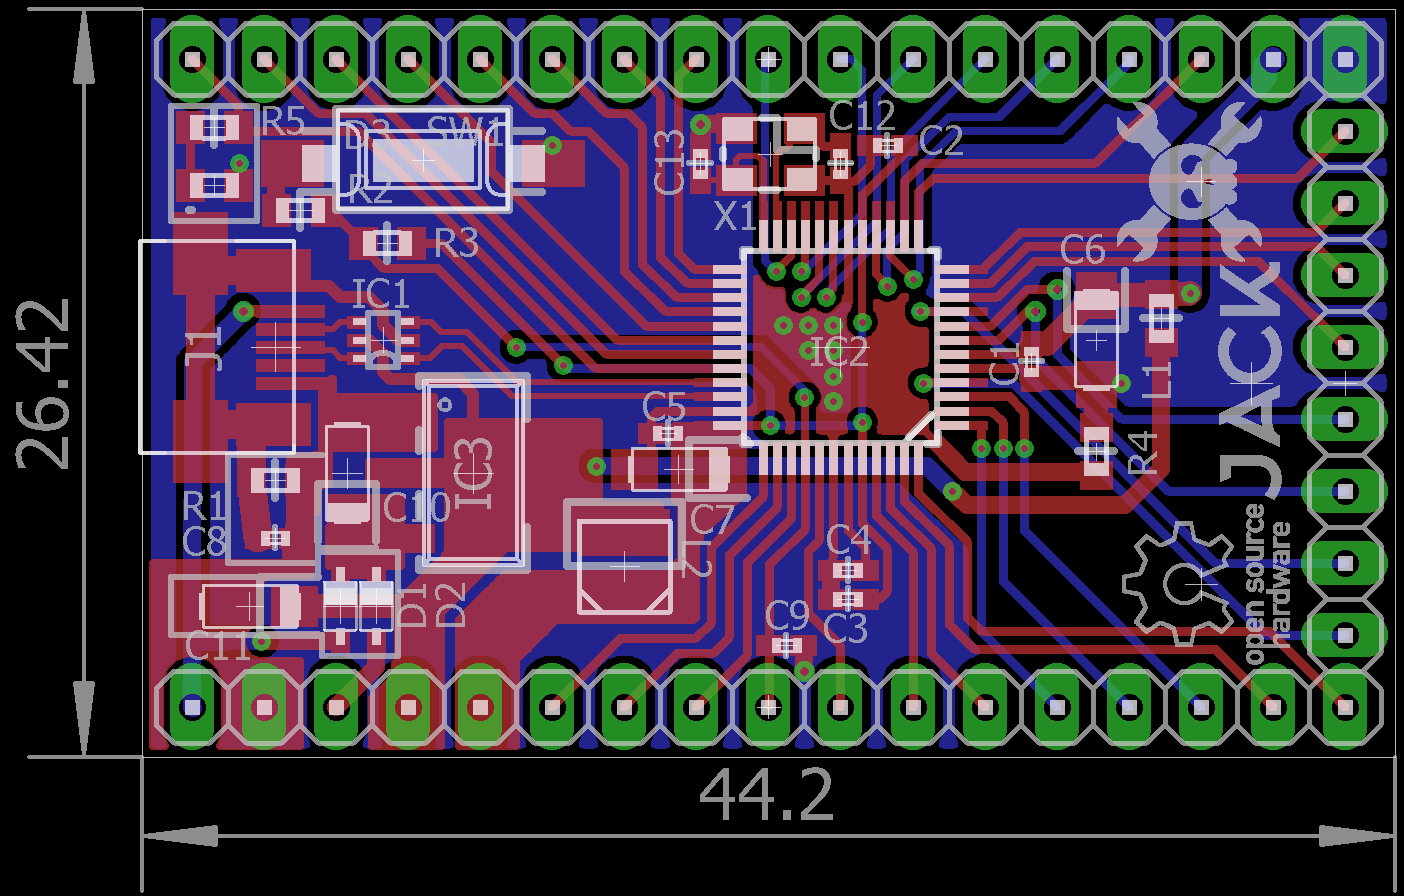 R5
D3
SW1
C13
C12
C2
R2
X1
R3
C6
IC1
J1
IC2
C1
L1
JACK
26.42
C5
R4
IC3
R1
C10
C7
C8
L2
C4
open source
hardware
D1
D2
C9
C3
C11
44.2